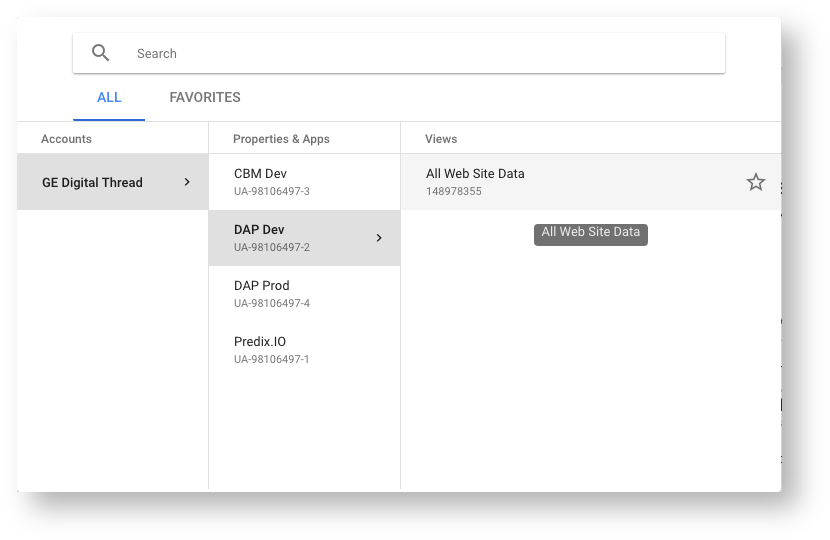 Search
ALL
FAVORITES
Accounts
Properties & Apps
Views
GE Digital Thread
CBM Dev
UA-98106497-3
DAP Dev
UA-98106497-2
DAP Prod
UA-98106497-4
Predix.IO
UA-98106497-1
All Web Site Data
148978355
All Web Site Data